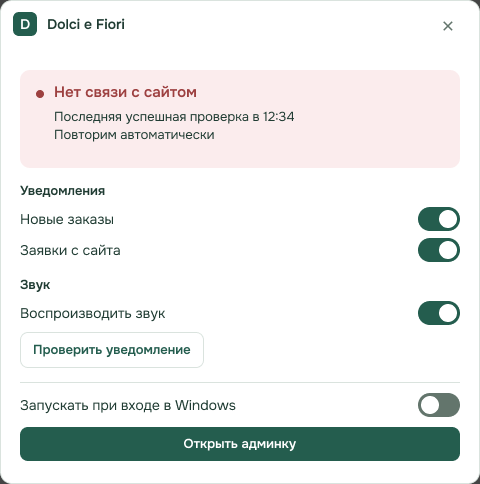 D Dolci e Fiori
Нет связи с сайтом
Последняя успешная проверка в 12:34
Повторим автоматически
Уведомления
Новые заказы
Заявки с сайта
Звук
Воспроизводить звук
Проверить уведомление
Запускать при входе в Windows
Открыть админку